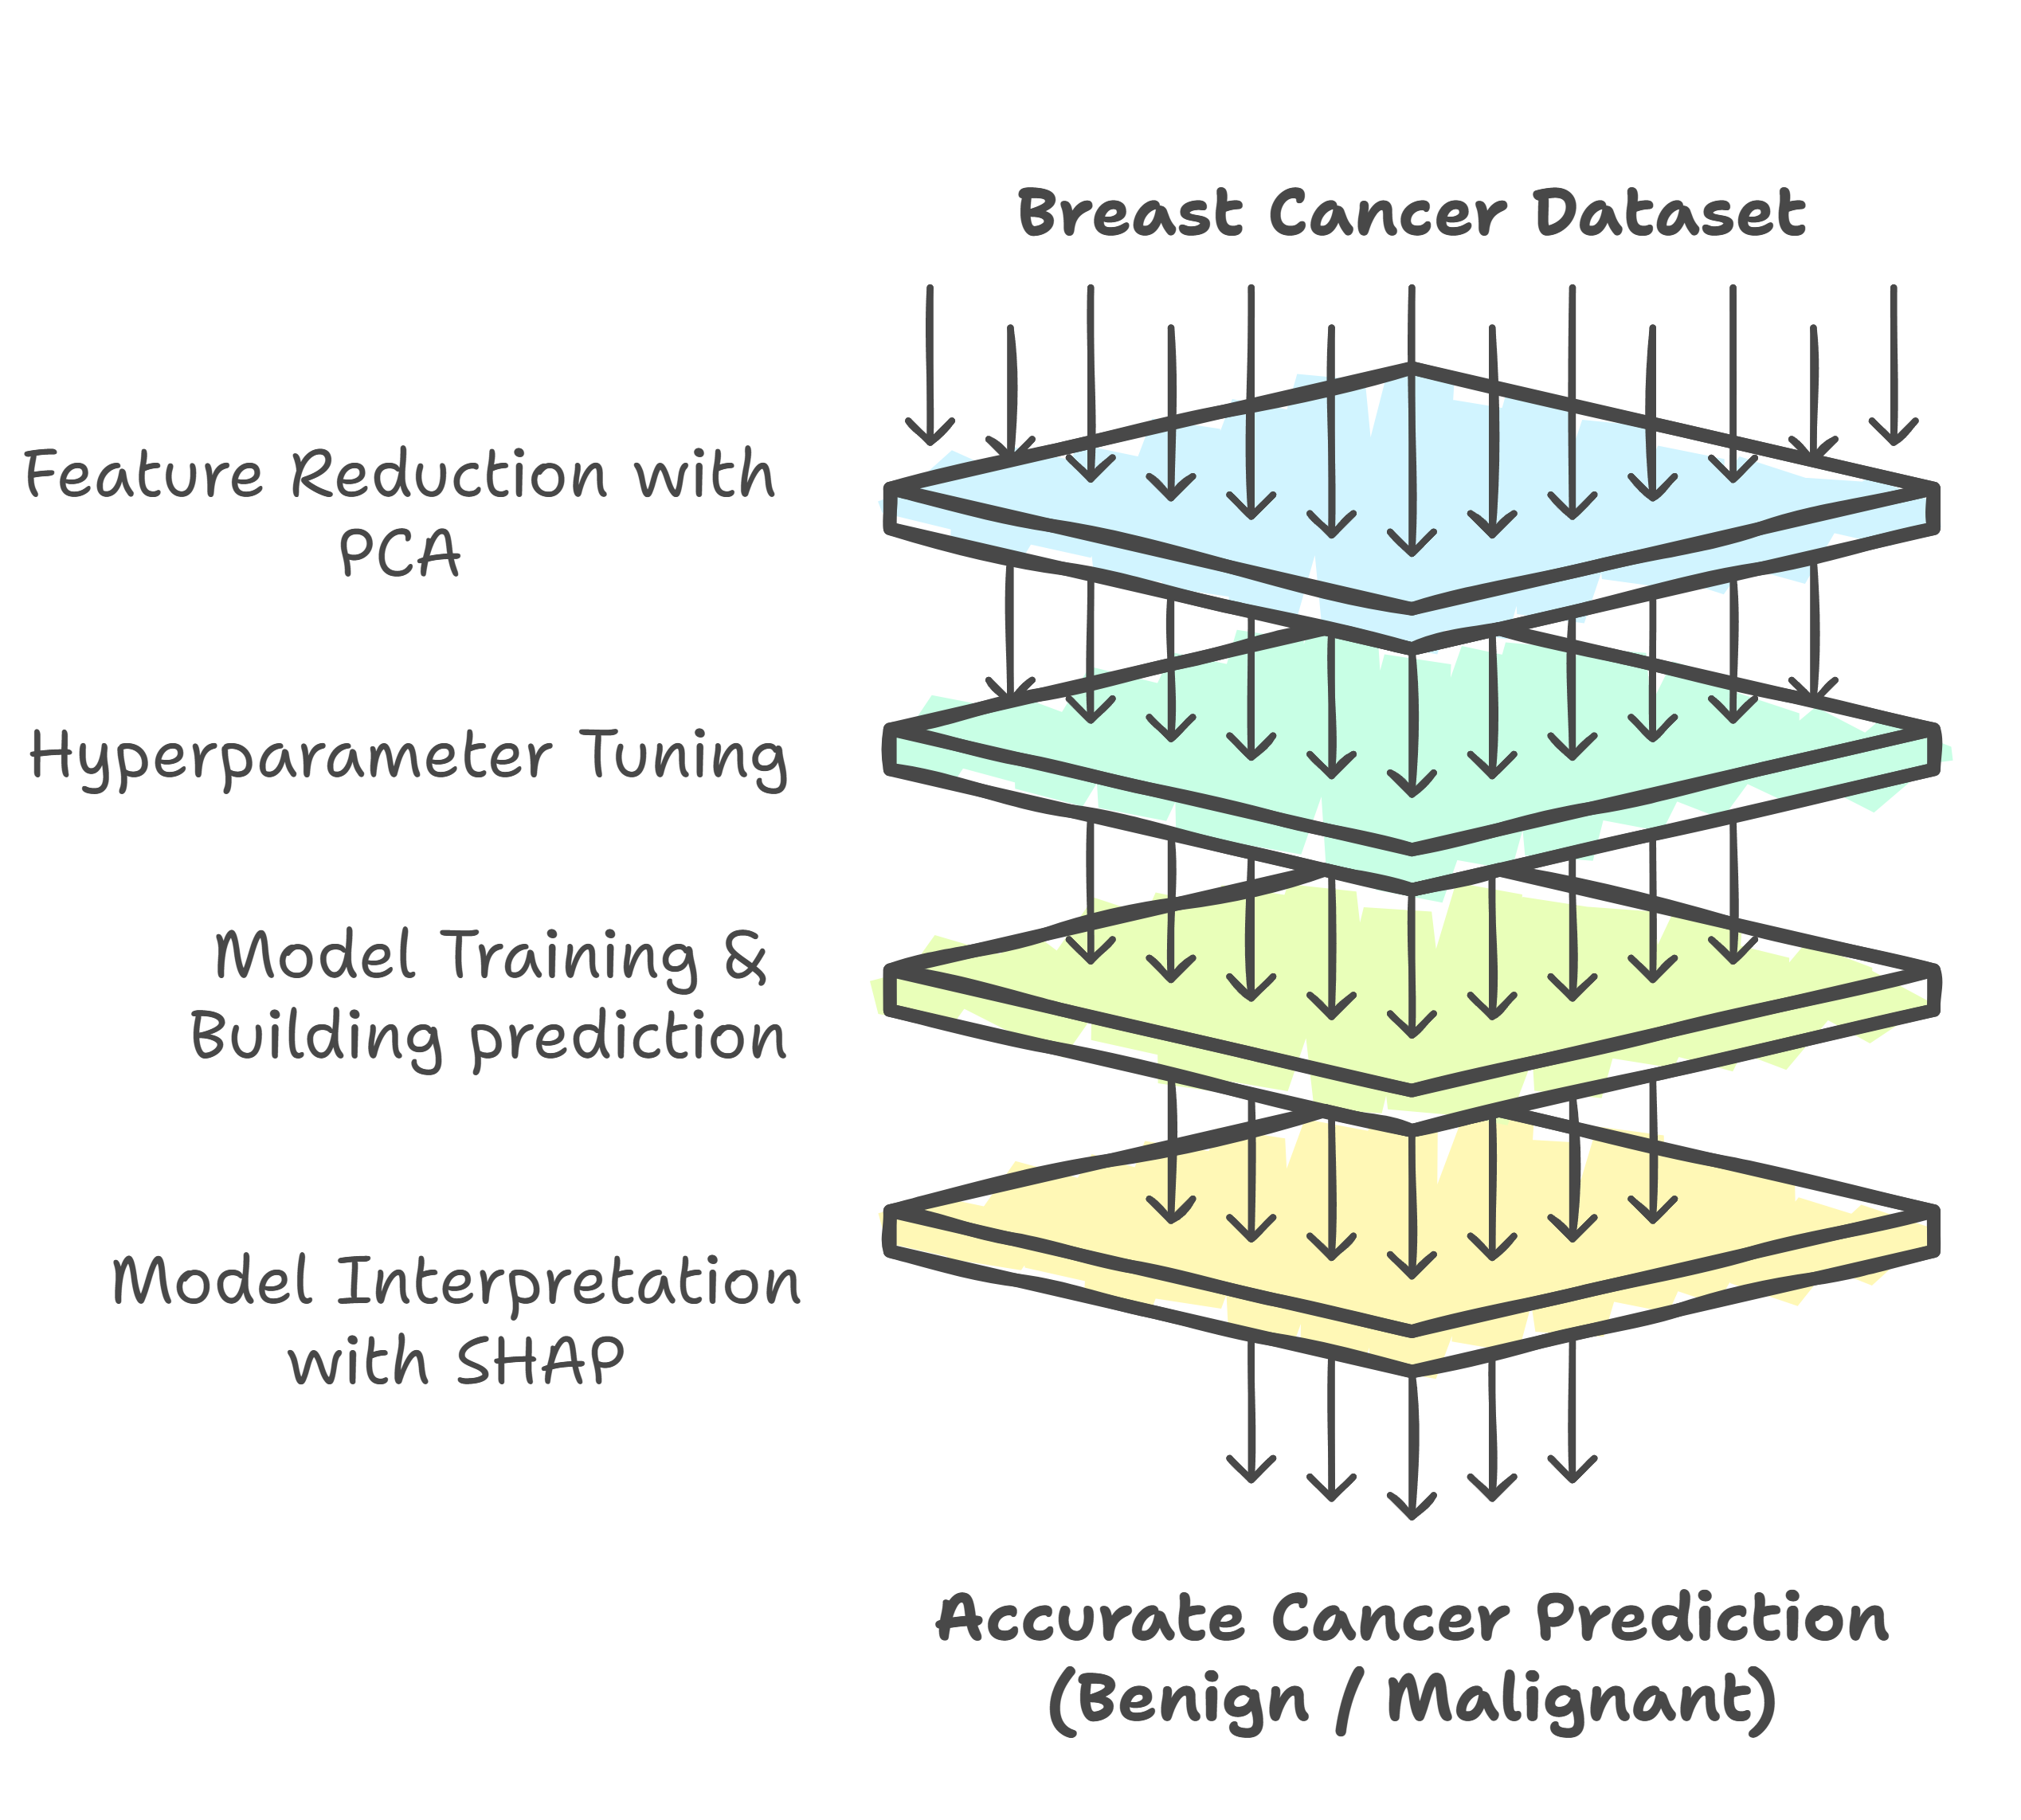 Breast Cancer Dataset
Feature Reduction with
PCA
Hyperparameter Tuning
Model Training &
Building prediction
Model Interpretation
with SHAP
Accurate Cancer Prediction
(Benign / Malignant)